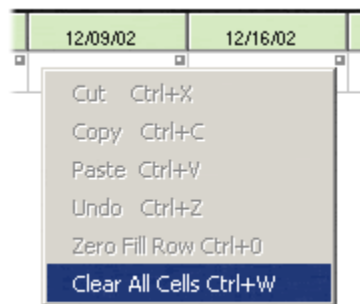 12/09/02 12/16/02
Cut Ctrl+X
Copy Ctrl+C
Paste Ctrl+V
Undo Ctrl+Z
Zero Fill Row Ctrl+0
Clear All Cells Ctrl+W